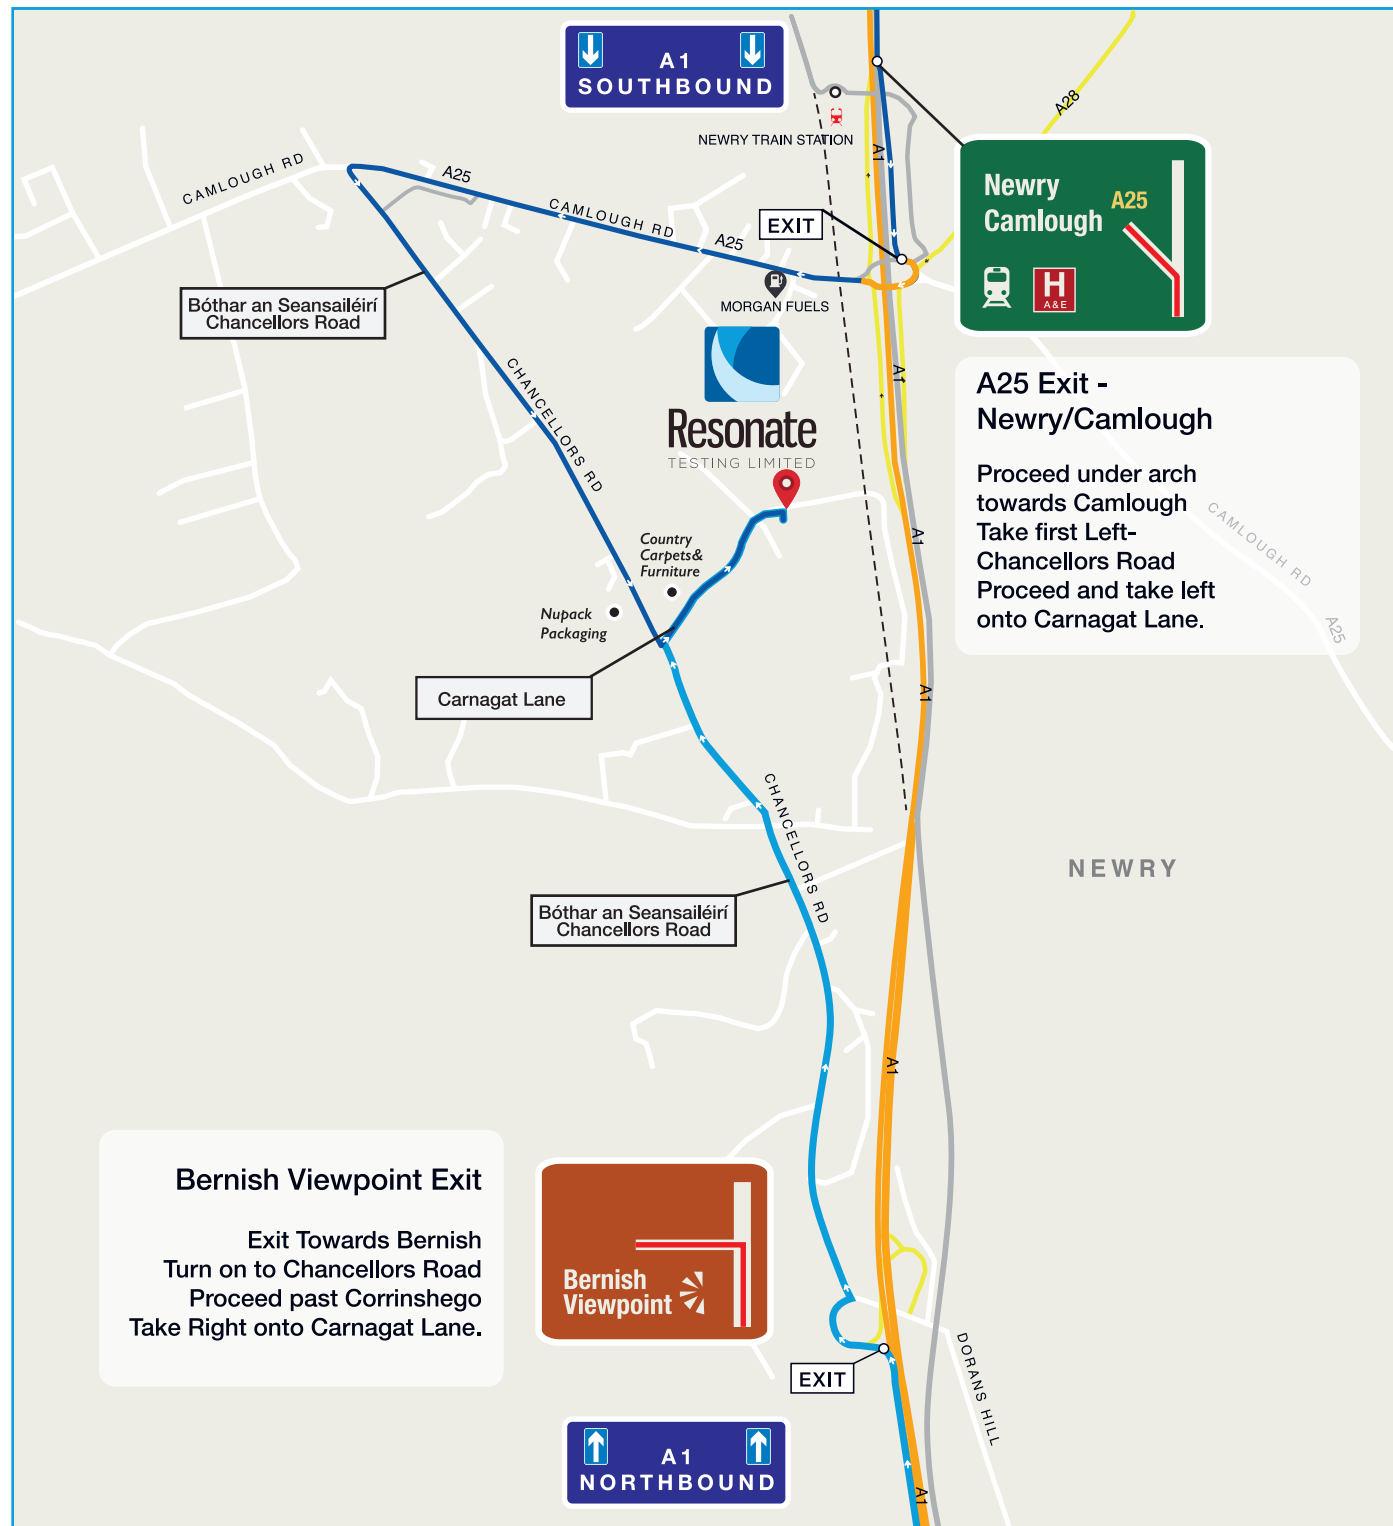 A1
SOUTHBOUND
A28
NEWRY TRAIN STATION
A1
Newry
Camlough
A25
H
A&E
CAMLOUGH RD
A25
CAMLOUGH RD
A25
EXIT
MORGAN FUELS
Bóthar an Seansailéirí
Chancellors Road
CHANCELLORS RD
Resonate
TESTING LIMITED
A1
A25 Exit -
Newry/Camlough
Proceed under arch
towards Camlough
Take first Left-
Chancellors Road
Proceed and take left
onto Carnagat Lane.
CAMLOUGH RD
A25
A1
Country
Carpets&
Furniture
Nupack
Packaging
Carnagat Lane
A1
CHANCELLORS RD
NEWRY
Bóthar an Seansailéirí
Chancellors Road
A1
Bernish Viewpoint Exit
Exit Towards Bernish
Turn on to Chancellors Road
Proceed past Corrinshego
Take Right onto Carnagat Lane.
Bernish
Viewpoint
EXIT
DORANS HILL
A1
NORTHBOUND
A1